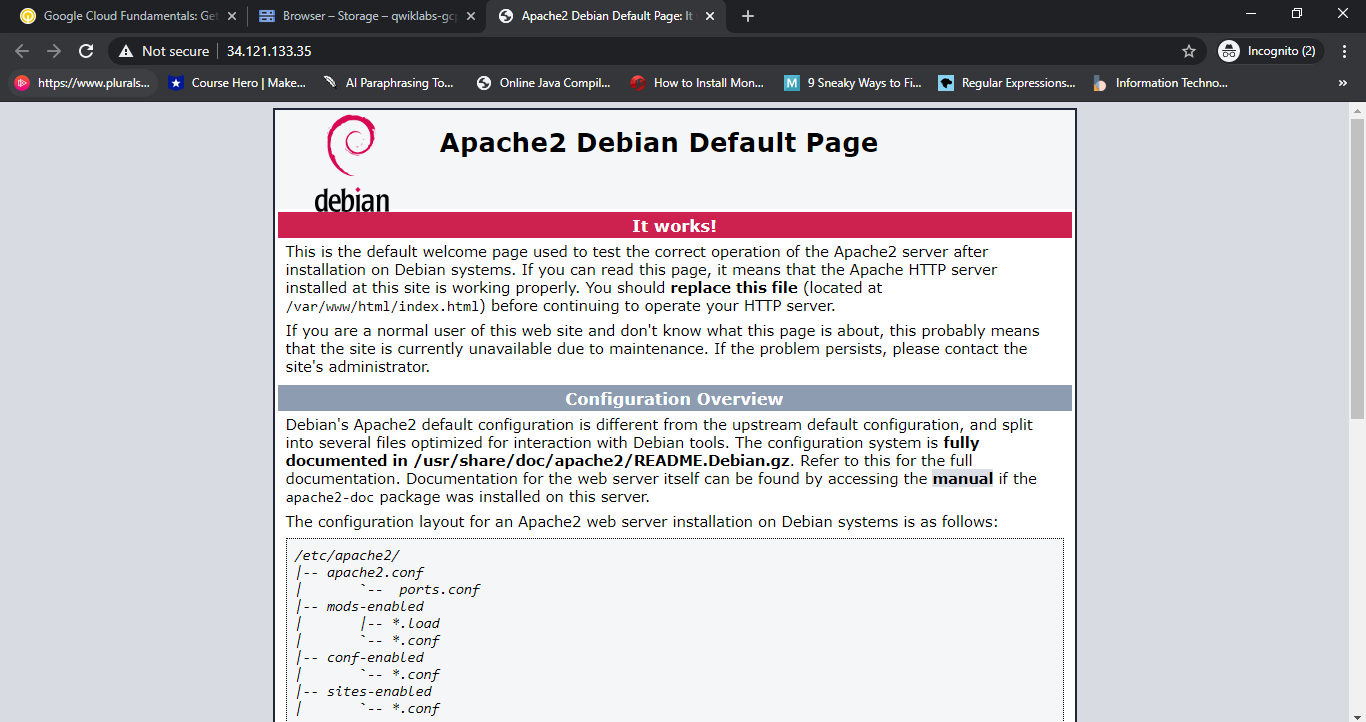 Google Cloud Fundamentals: Get
Browser – Storage – qwiklabs-gcp
Apache2 Debian Default Page: It
Not secure
34.121.133.35
Incognito (2)
https://www.plurals...
Course Hero | Make...
AI Paraphrasing To...
Online Java Compil...
How to Install Mon...
M
9 Sneaky Ways to Fi...
Regular Expressions...
Information Techno...
»
debian
Apache2 Debian Default Page
It works!
This is the default welcome page used to test the correct operation of the Apache2 server after
installation on Debian systems. If you can read this page, it means that the Apache HTTP server
installed at this site is working properly. You should replace this file (located at
/var/www/html/index.html) before continuing to operate your HTTP server.
If you are a normal user of this web site and don't know what this page is about, this probably means
that the site is currently unavailable due to maintenance. If the problem persists, please contact the
site's administrator.
Configuration Overview
Debian's Apache2 default configuration is different from the upstream default configuration, and split
into several files optimized for interaction with Debian tools. The configuration system is fully
documented in /usr/share/doc/apache2/README.Debian.gz. Refer to this for the full
documentation. Documentation for the web server itself can be found by accessing the manual if the
apache2-doc package was installed on this server.
The configuration layout for an Apache2 web server installation on Debian systems is as follows:
/etc/apache2/
|-- apache2.conf
|       `--  ports.conf
|-- mods-enabled
|       |-- *.load
|       `-- *.conf
|-- conf-enabled
|       `-- *.conf
|-- sites-enabled
|       `-- *.conf